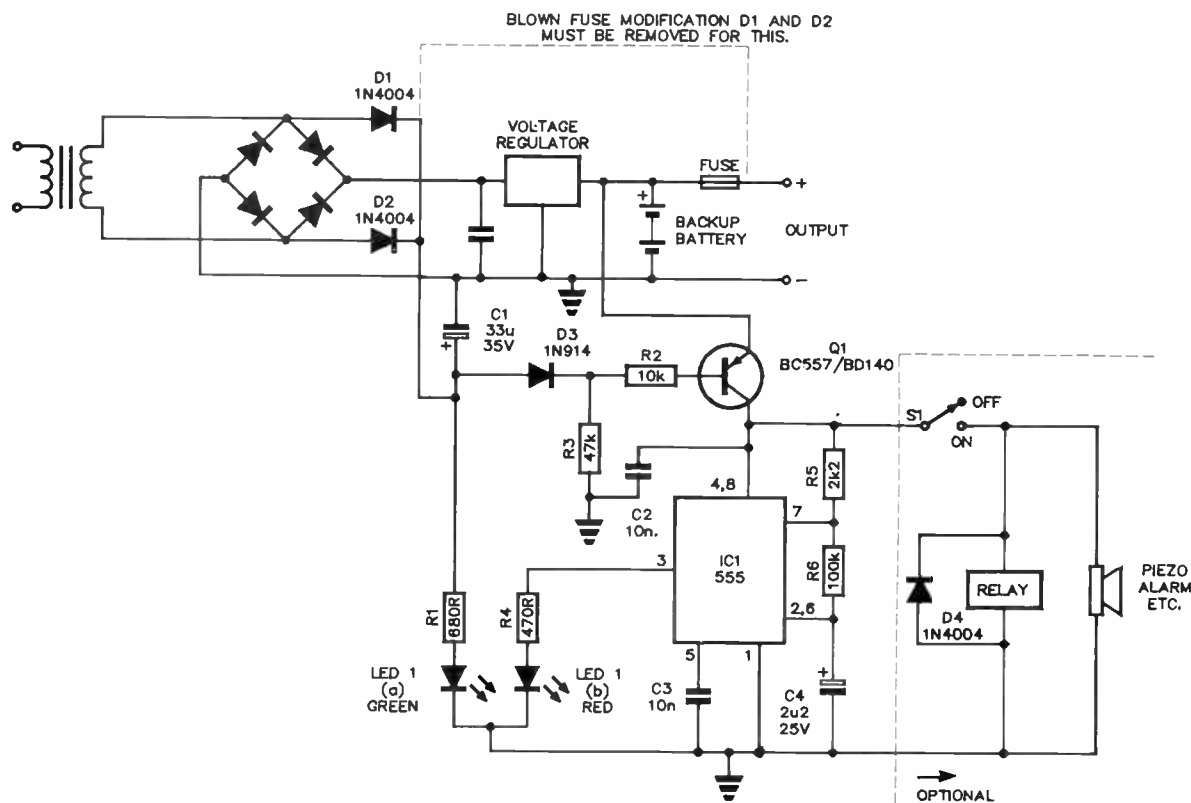 BLOWN FUSE MODIFICATION D1 AND D2
MUST BE REMOVED FOR THIS.
D1
1N4004
VOLTAGE
REGULATOR
FUSE
+
D2
1N4004
+
BACKUP
BATTERY
OUTPUT
-
C1
33u
35V
+
D3
1N914
R2
10k
Q1
BC557/BD140
S1
OFF
ON
R3
47k
C2
10n.
4,8
R5
2k2
7
IC1
555
3
R6
100k
2,6
RELAY
PIEZO
ALARM
ETC.
D4
1N4004
R1
680R
R4
470R
5
1
LED 1
(a)
GREEN
LED 1
(b)
RED
C3
10n
+
C4
2u2
25V
OPTIONAL